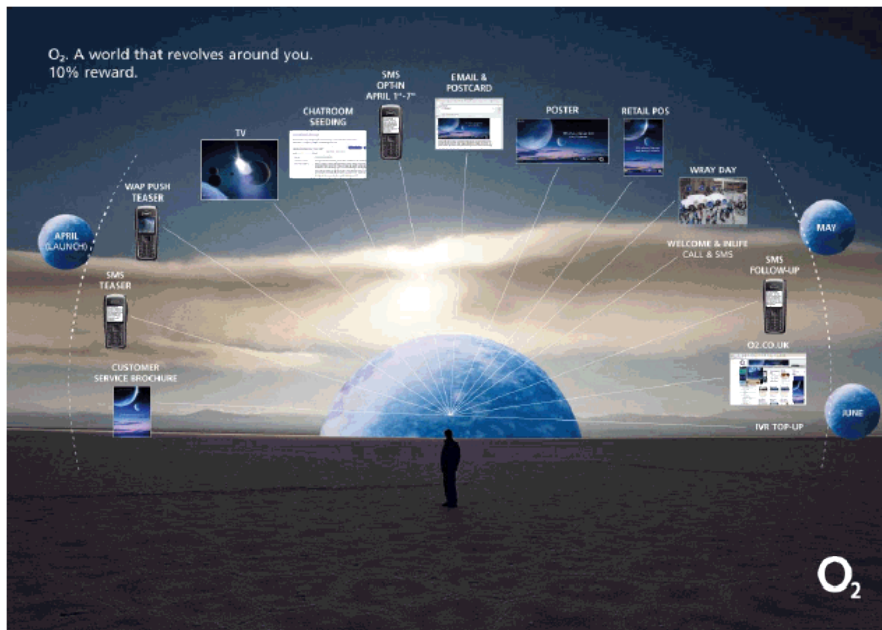 O₂. A world that revolves around you.
10% reward.
SMS
OPT-IN
APRIL 1ST-7TH
EMAIL &
POSTCARD
CHATROOM
SEEDING
POSTER
RETAIL POS
TV
WRAY DAY
WAP PUSH
TEASER
APRIL
(LAUNCH)
MAY
WELCOME & INLIFE
CALL & SMS
SMS
FOLLOW-UP
SMS
TEASER
O2.CO.UK
CUSTOMER
SERVICE BROCHURE
JUNE
IVR TOP-UP
O₂